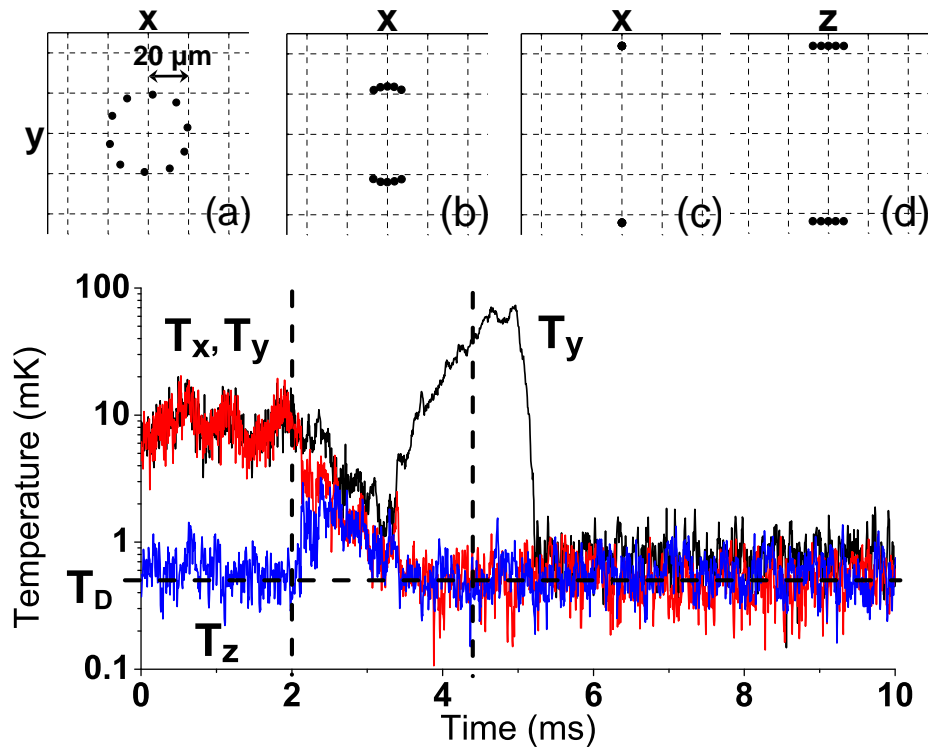 x x x z
20 µm
y
(a) (b) (c) (d)
100
Tx, Ty
Ty
10
1
TD
Tz
0.1
0 2 4 6 8 10
Temperature (mK)
Time (ms)